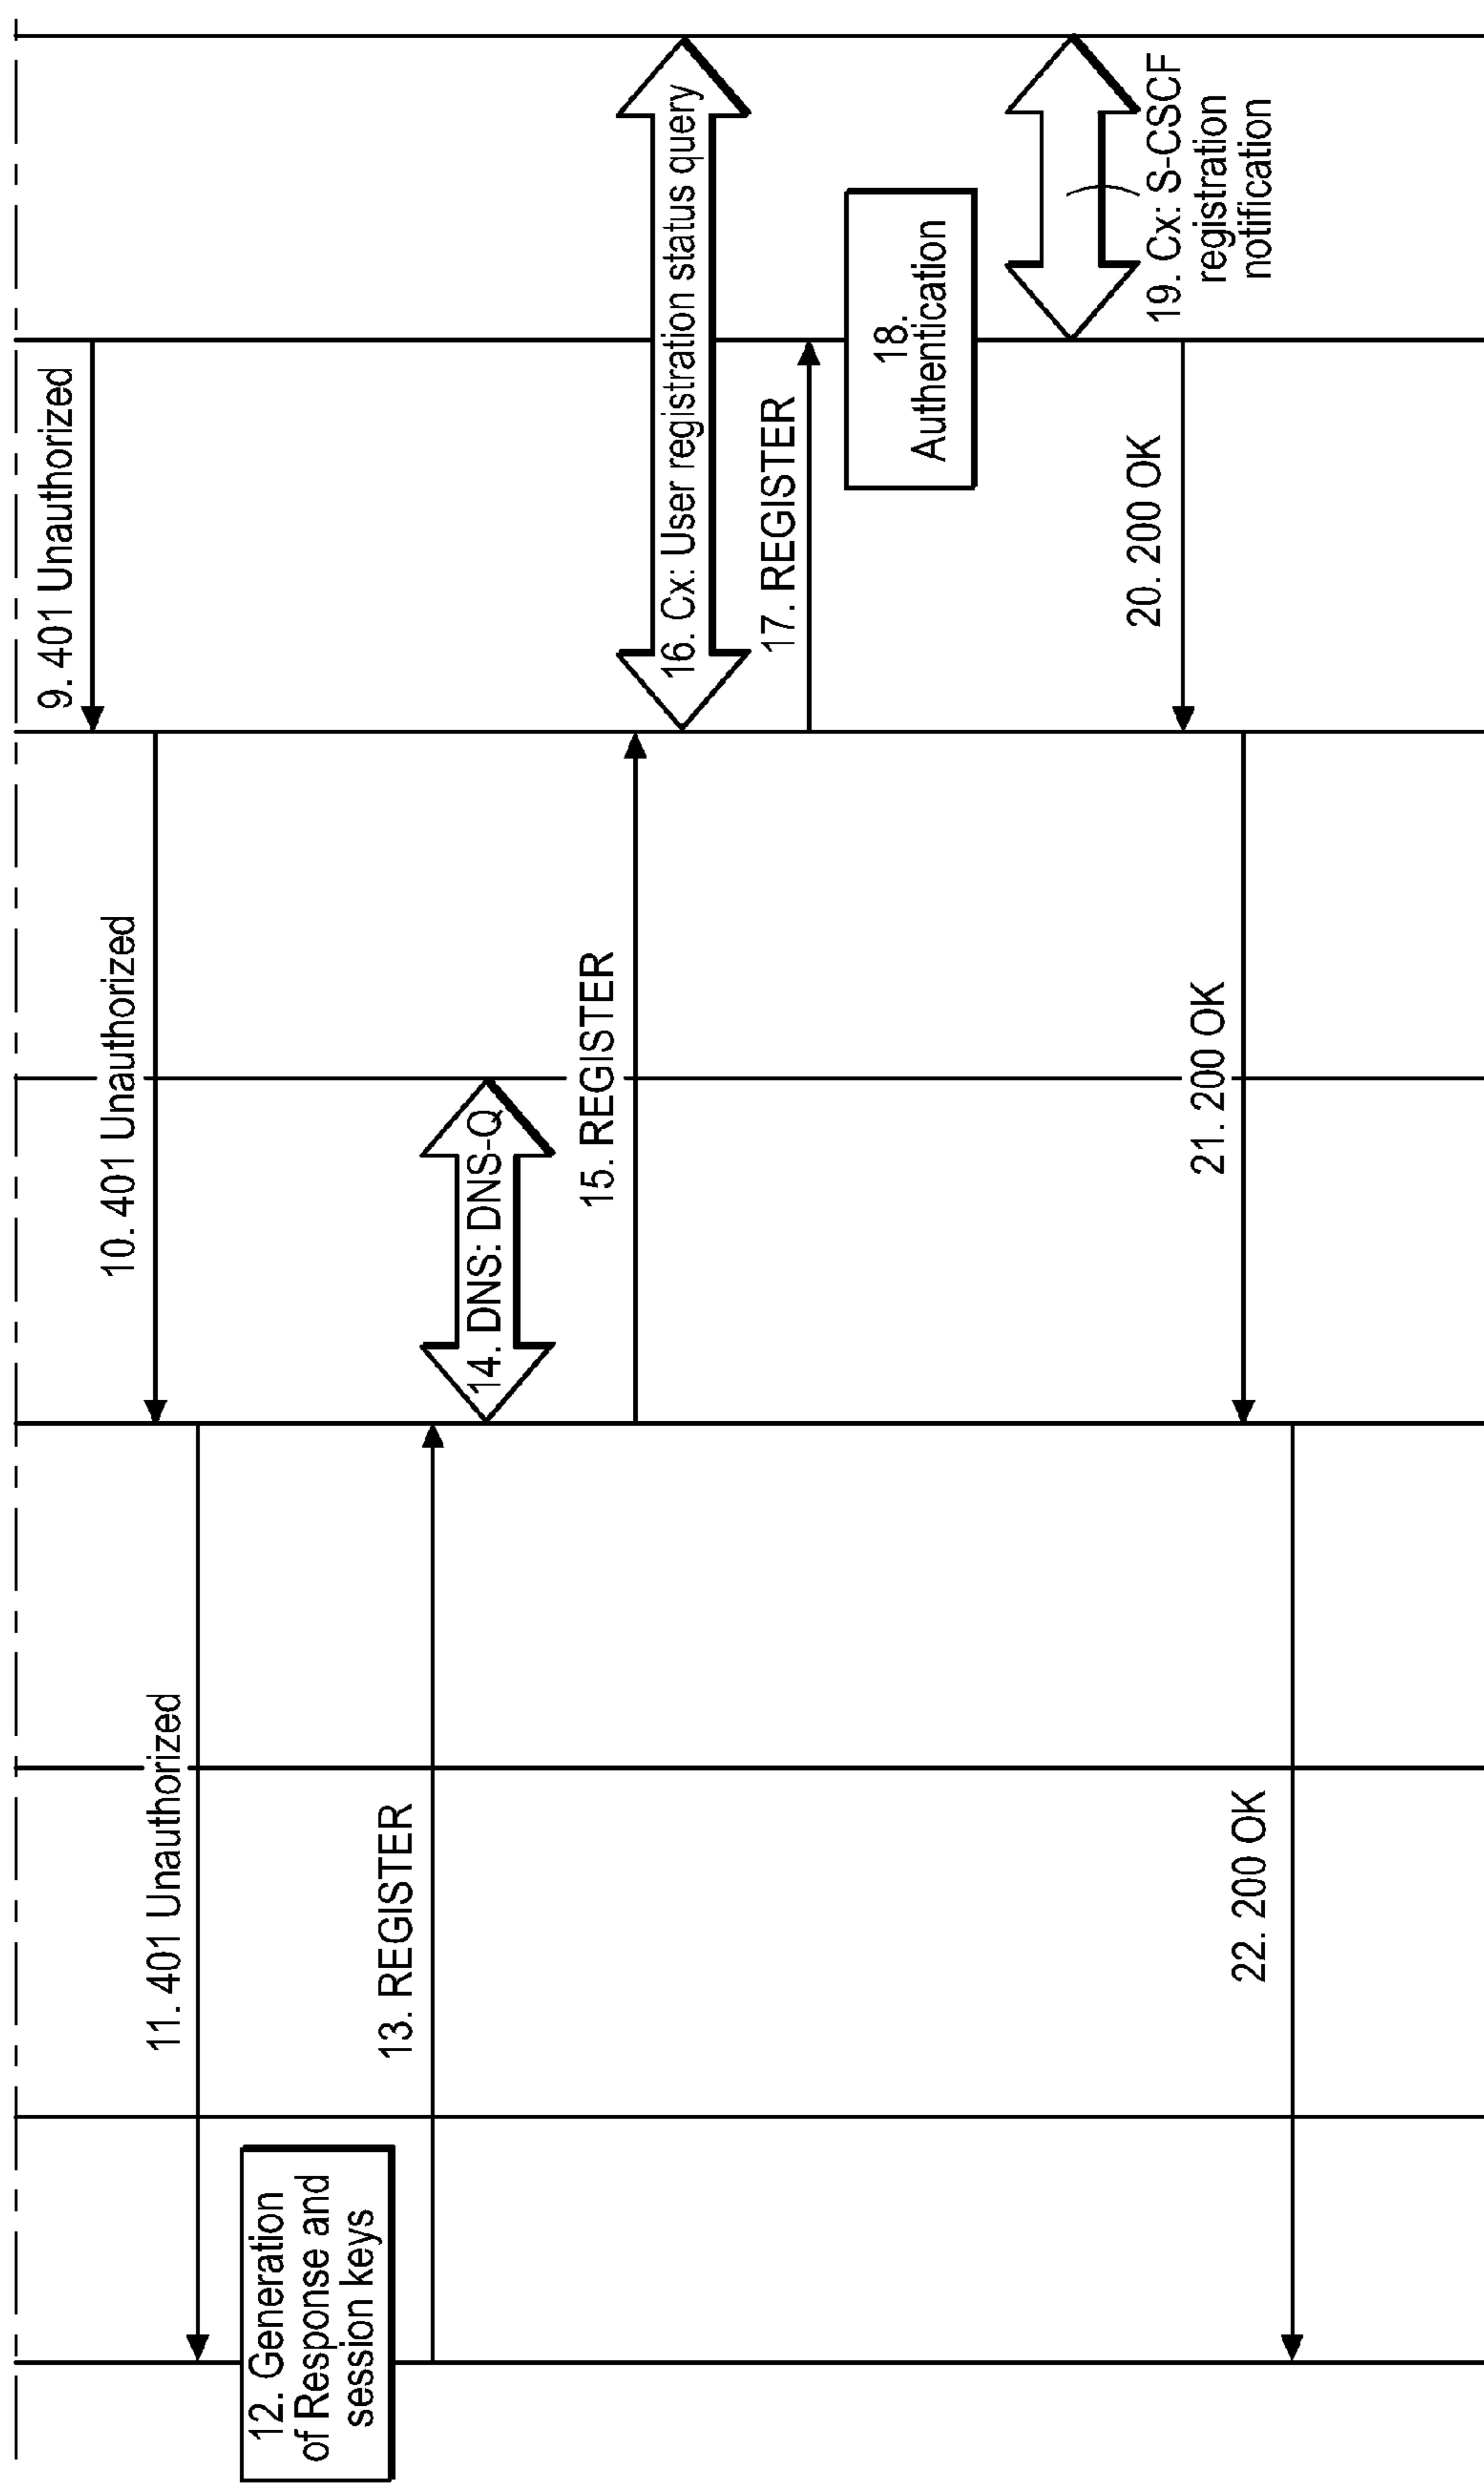 9. 401 Unauthorized
10. 401 Unauthorized
11. 401 Unauthorized
12. Generation
of Response and
session keys
13. REGISTER
14. DNS: DNS-Q
15. REGISTER
16. Cx: User registration status query
17. REGISTER
18.
Authentication
19. Cx: S-CSCF
registration
notification
20. 200 OK
21. 200 OK
22. 200 OK